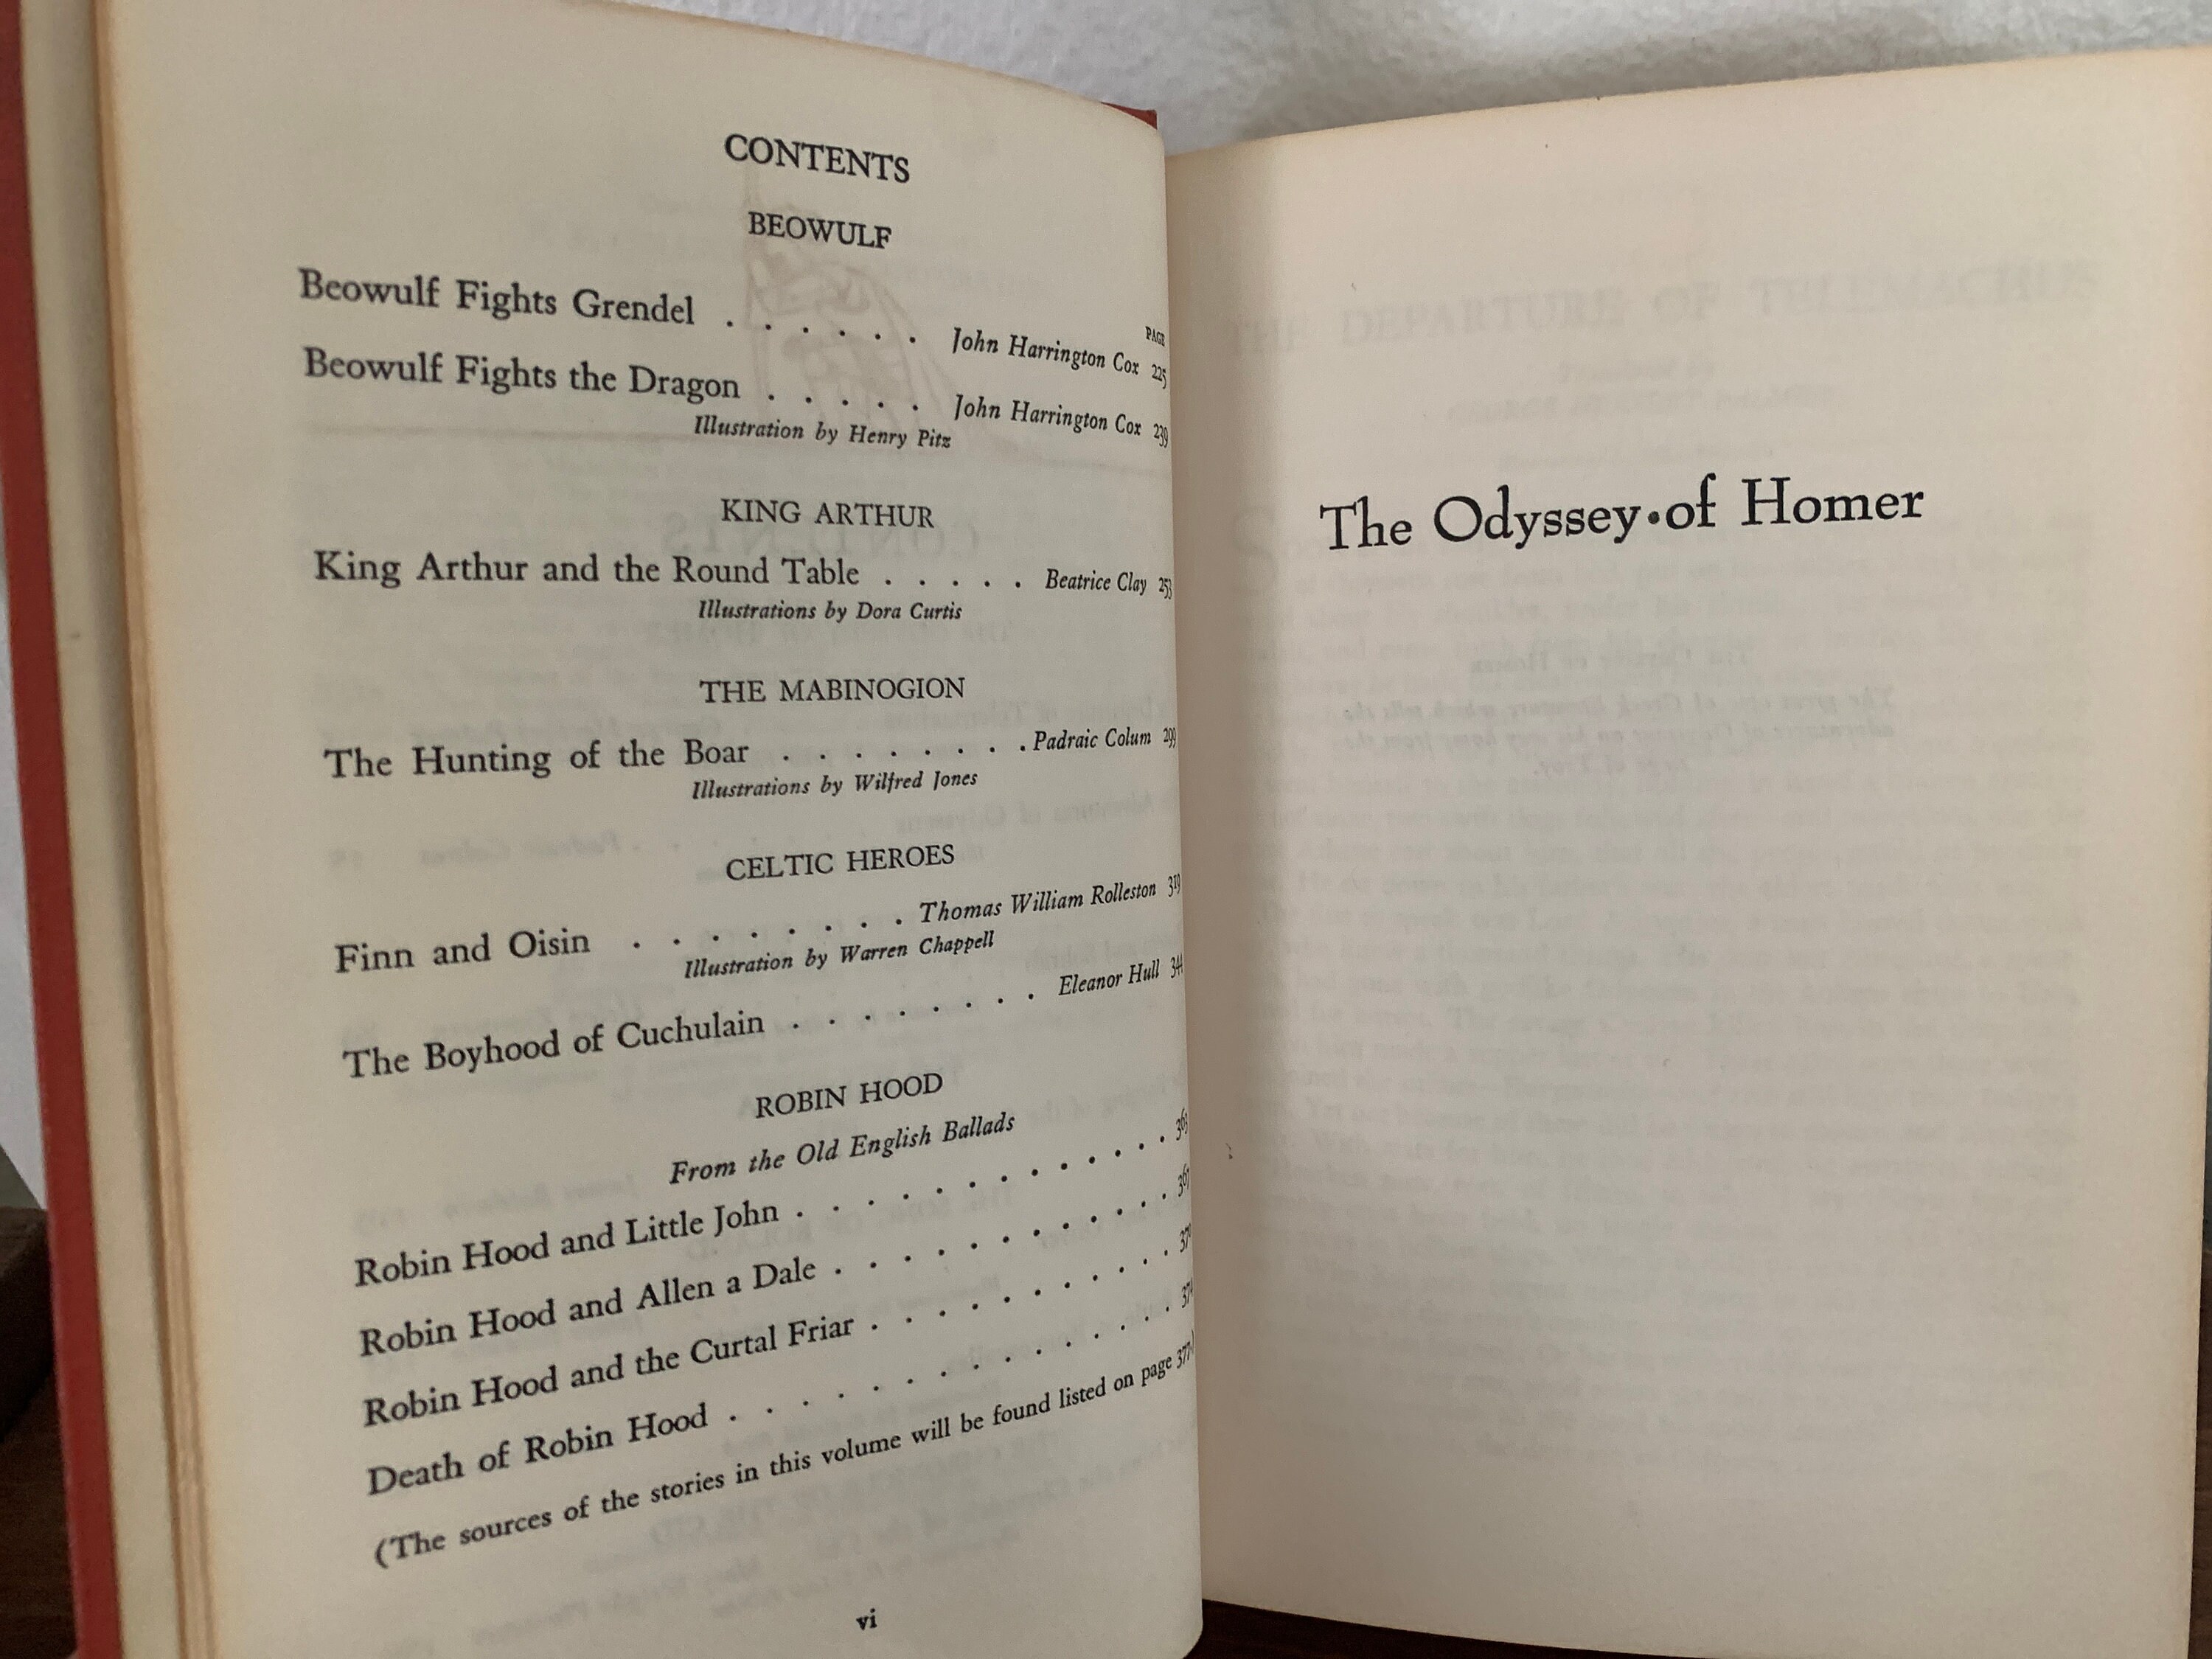 CONTENTS
BEOWULF
PAGE
Beowulf Fights Grendel . . . . . . John Harrington Cox 225
Beowulf Fights the Dragon . . . . . John Harrington Cox 239
Illustration by Henry Pitz
KING ARTHUR
King Arthur and the Round Table . . . . . Beatrice Clay 253
Illustrations by Dora Curtis
THE MABINOGION
The Hunting of the Boar . . . . . . . Padraic Colum 299
Illustrations by Wilfred Jones
CELTIC HEROES
Finn and Oisin . . . . . . . . Thomas William Rolleston 319
Illustration by Warren Chappell
The Boyhood of Cuchulain . . . . . . . Eleanor Hull 344
ROBIN HOOD
From the Old English Ballads
Robin Hood and Little John . . . . . . . . . . . 363
Robin Hood and Allen a Dale . . . . . . . . . . 367
Robin Hood and the Curtal Friar . . . . . . . . . 370
Death of Robin Hood . . . . . . . . . . . . . 374
(The sources of the stories in this volume will be found listed on page 377.)
vi
The Odyssey•of Homer
THE DEPARTURE OF TELEMACHUS